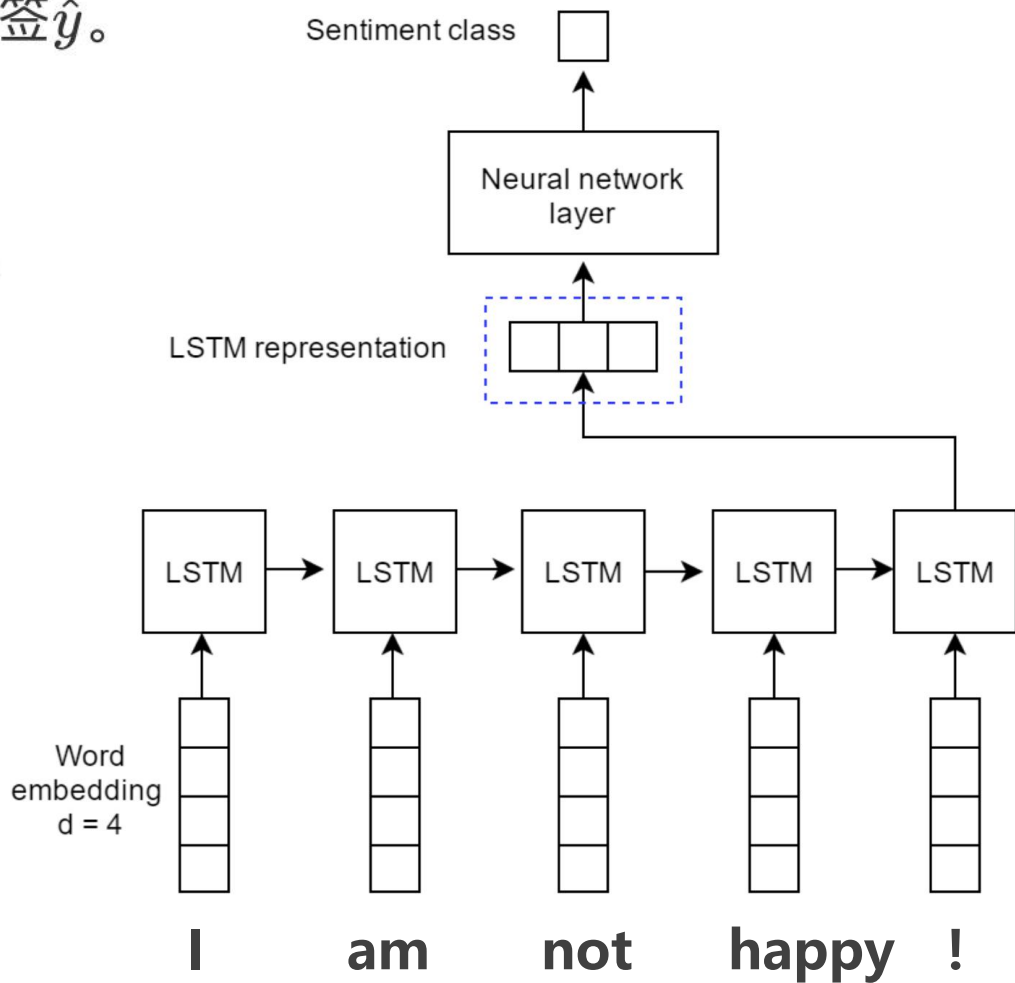 签ŷ。
Sentiment class
Neural network
layer
LSTM representation
LSTM LSTM LSTM LSTM LSTM
Word
embedding
d = 4
I am not happy !